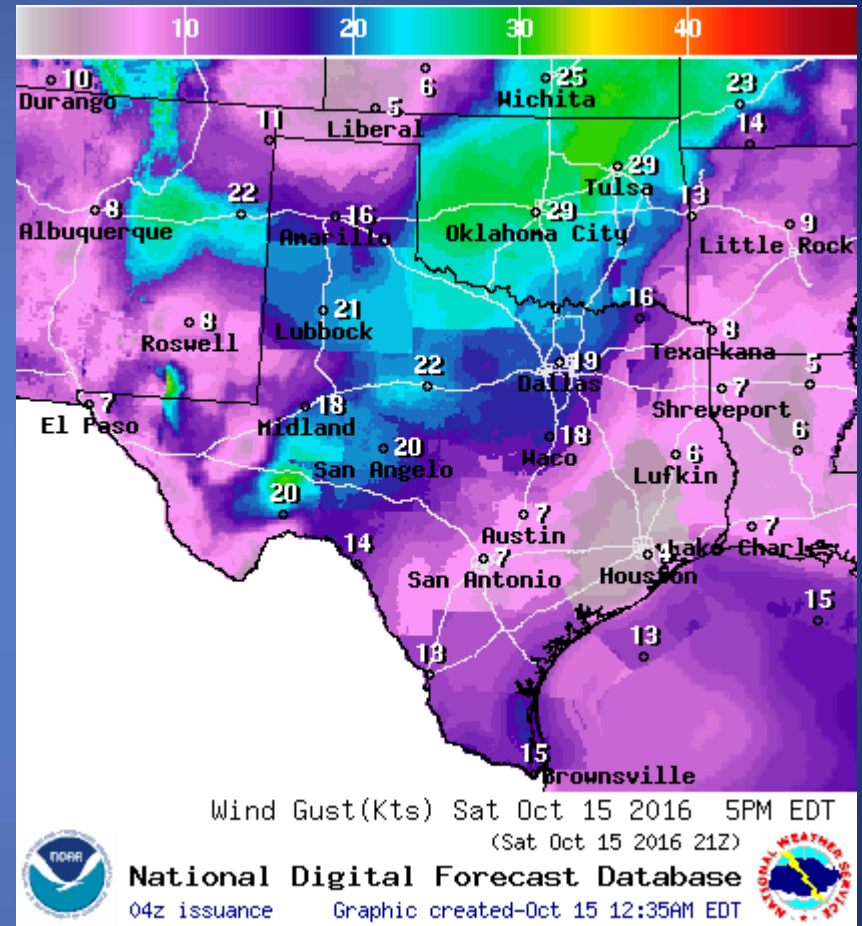 10 20 30 40
10 6 25 23
Durango Wichita
11 5 14
Liberal
29
Tulsa
8 22 16 29 13 9
Albuquerque Amarillo Oklahoma City Little Rock
8 21 16 8
Roswell Lubbock Texarkana
22 19 5
Dallas
7 18 7
El Paso Midland Shreveport
20 18 6 6
San Angelo Waco Lufkin
20 7 7
Austin Lake Charles
14 7 4
San Antonio Houston
13 13 15
15
Brownsville
Wind Gust(Kts) Sat Oct 15 2016 5PM EDT
(Sat Oct 15 2016 21Z)
National Digital Forecast Database
04z issuance Graphic created-Oct 15 12:35AM EDT
NOAA
NATIONAL WEATHER SERVICE